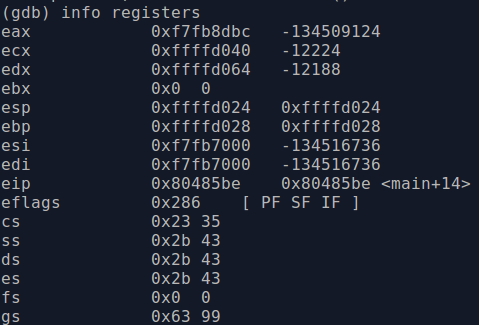 (gdb) info registers
eax 0xf7fb8dbc -134509124
ecx 0xffffd040 -12224
edx 0xffffd064 -12188
ebx 0x0 0
esp 0xffffd024 0xffffd024
ebp 0xffffd028 0xffffd028
esi 0xf7fb7000 -134516736
edi 0xf7fb7000 -134516736
eip 0x80485be 0x80485be <main+14>
eflags 0x286 [ PF SF IF ]
cs 0x23 35
ss 0x2b 43
ds 0x2b 43
es 0x2b 43
fs 0x0 0
gs 0x63 99